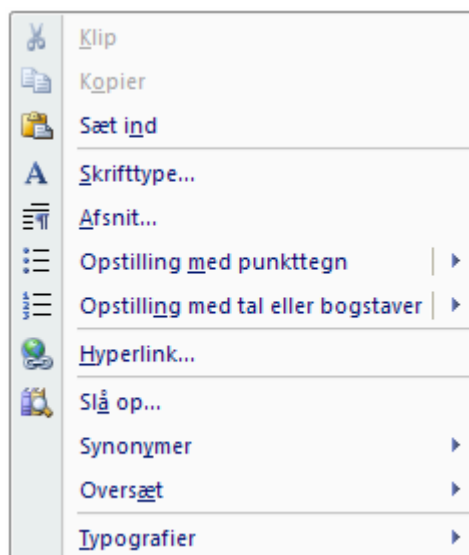 Klip
Kopier
Sæt ind
Skrifttype...
Afsnit...
Opstilling med punkttegn
Opstilling med tal eller bogstaver
Hyperlink...
Slå op...
Synonymer
Oversæt
Typografier